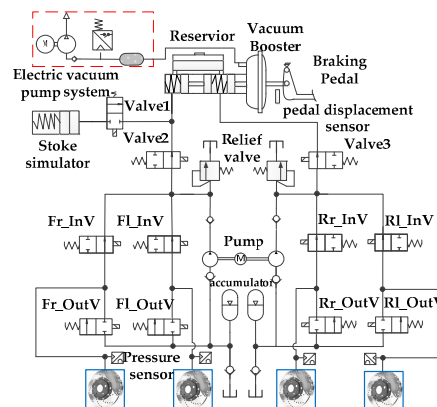 Reservior
Vacuum
Booster
Braking
Pedal
M
Electric vacuum
pump system
Valve1
pedal displacement
sensor
Stoke
simulator
Valve2
Relief
valve
Valve3
Fr_InV
Fl_InV
Rr_InV
Rl_InV
Pump
M
accumulator
Fr_OutV
Fl_OutV
Rr_OutV
Rl_OutV
Pressure
sensor